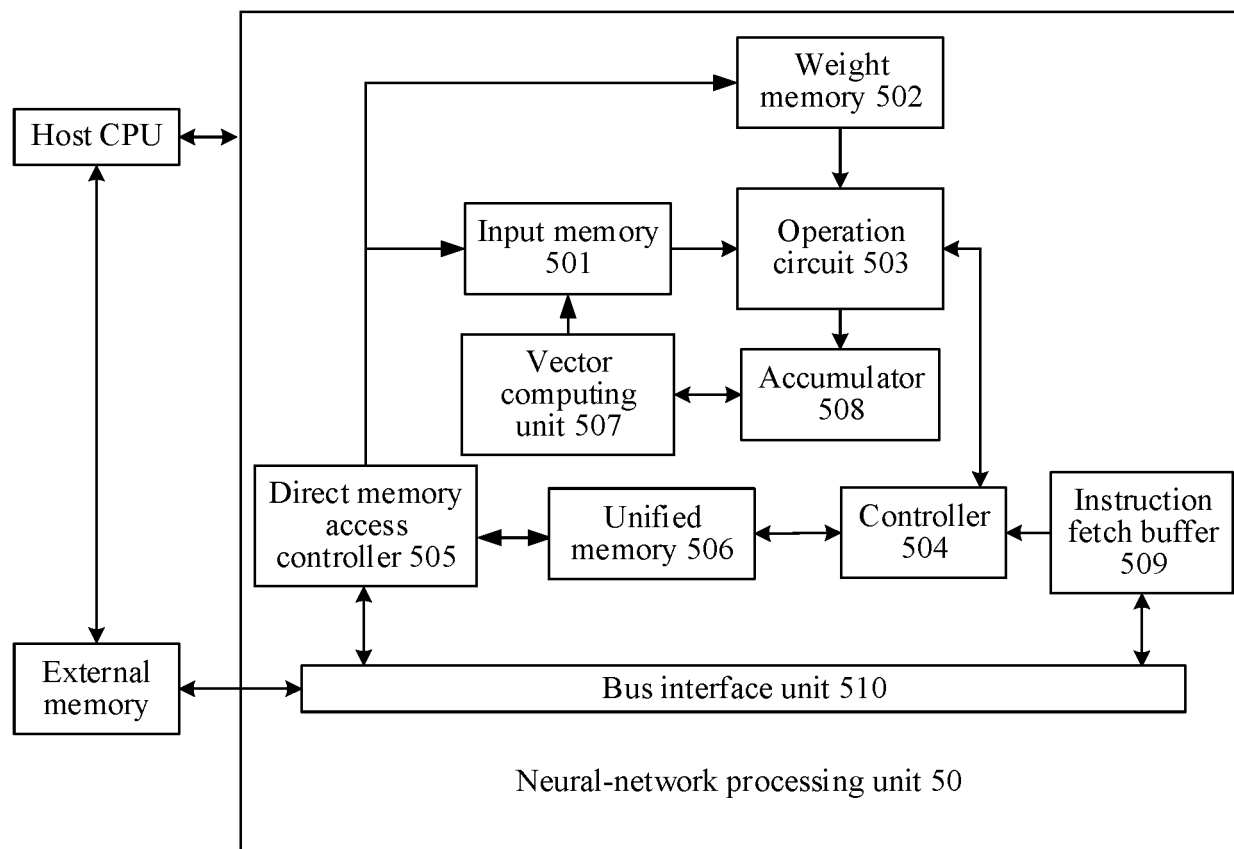 Weight
memory 502
Host CPU
Input memory
501
Operation
circuit 503
Vector
computing
unit 507
Accumulator
508
Direct memory
access
controller 505
Unified
memory 506
Controller
504
Instruction
fetch buffer
509
External
memory
Bus interface unit 510
Neural-network processing unit 50